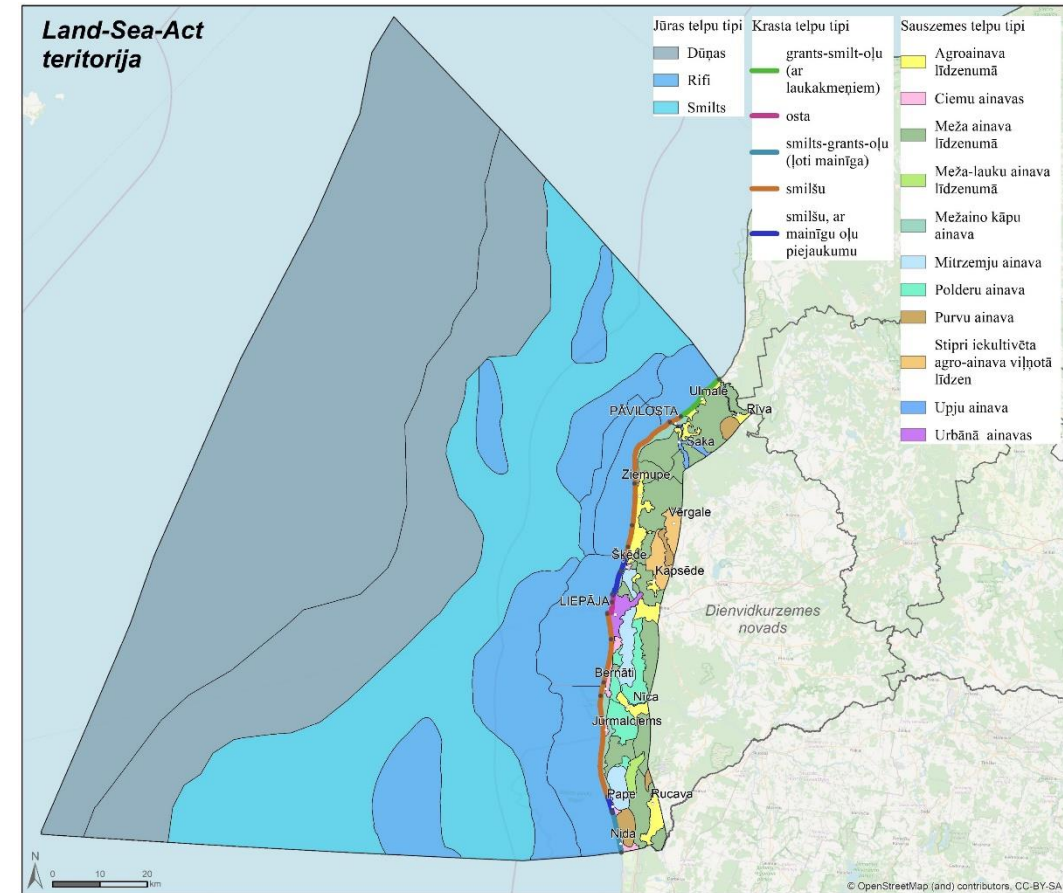 Land-Sea-Act
teritorija
Jūras telpu tipi
Dūņas
Rifi
Smilts
Krasta telpu tipi
grants-smilt-oļu
(ar
laukakmeņiem)
osta
smilts-grants-oļu
(ļoti mainīga)
smilšu
smilšu, ar
mainīgu oļu
piejaukumu
Sauszemes telpu tipi
Agroainava
līdzenumā
Ciemu ainavas
Meža ainava
līdzenumā
Meža-lauku ainava
līdzenumā
Mežaino kāpu
ainava
Mitrzemju ainava
Polderu ainava
Purvu ainava
Stipri iekultivēta
agro-ainava viļņotā
līdzen
Upju ainava
Urbānā ainavas
Ulmale
PĀVILOSTA
Rīva
Saka
Ziemupe
Vērgale
Šķēde
Kapsēde
LIEPĀJA
Dienvidkurzemes
novads
Bernāti
Nīca
Jūrmalciems
Pape
Rucava
Nida
N
0 10 20
km
© OpenStreetMap (and) contributors, CC-BY-SA